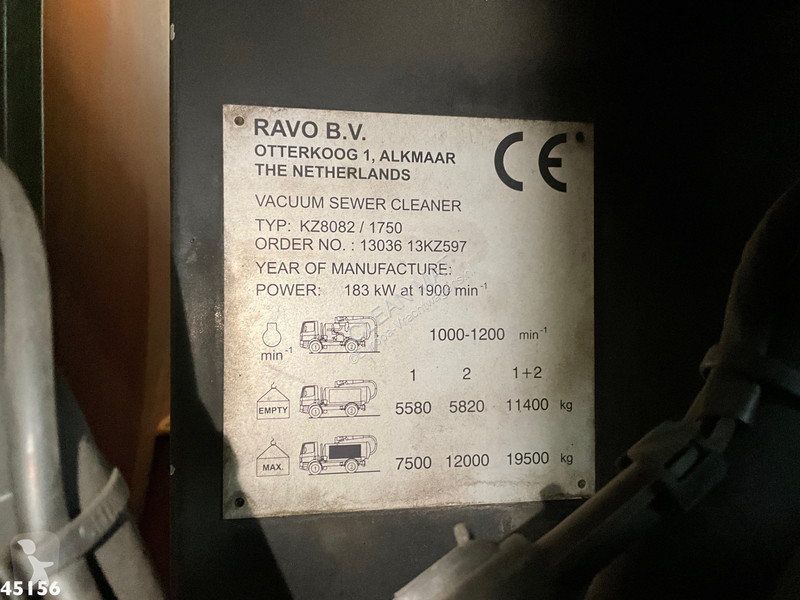 RAVO B.V.
OTTERKOOG 1, ALKMAAR
THE NETHERLANDS
CE
VACUUM SEWER CLEANER
TYP: KZ8082 / 1750
ORDER NO. : 13036 13KZ597
YEAR OF MANUFACTURE:
POWER: 183 kW at 1900 min⁻¹
min⁻¹ 1000-1200 min⁻¹
1 2 1+2
EMPTY 5580 5820 11400 kg
MAX. 7500 12000 19500 kg
45156